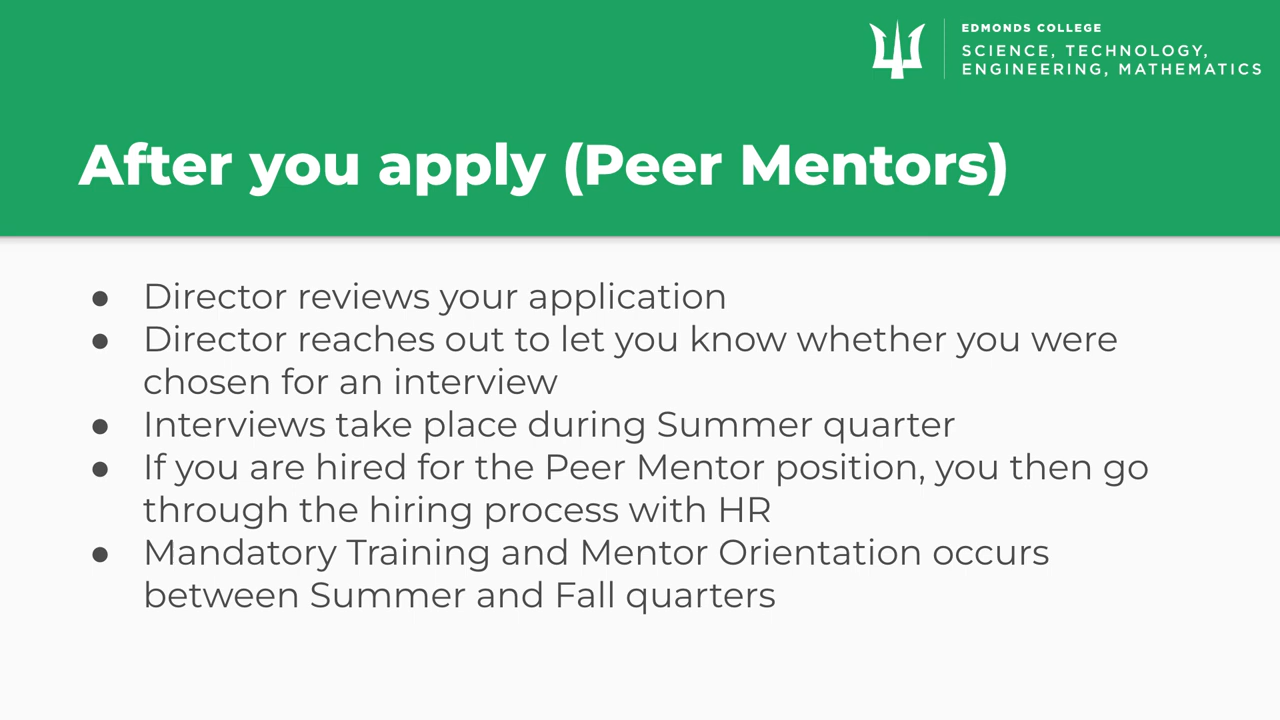 EDMONDS COLLEGE
SCIENCE, TECHNOLOGY,
ENGINEERING, MATHEMATICS
After you apply (Peer Mentors)
● Director reviews your application
● Director reaches out to let you know whether you were
chosen for an interview
● Interviews take place during Summer quarter
● If you are hired for the Peer Mentor position, you then go
through the hiring process with HR
● Mandatory Training and Mentor Orientation occurs
between Summer and Fall quarters